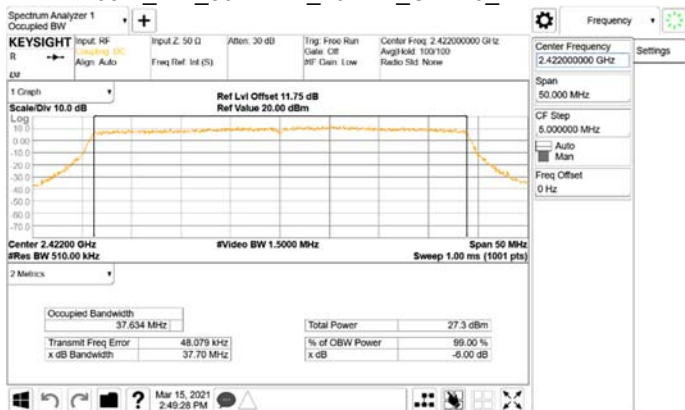 Spectrum Analyzer 1
Occupied BW
Frequency
KEYSIGHT
Input: RF
Coupling: DC
Align: Auto
Input Z: 50 Ω
Freq Ref: Int (S)
Atten: 30 dB
Trig: Free Run
Gate: Off
#IF Gain: Low
Center Freq: 2.422000000 GHz
Avg|Hold: 100/100
Radio Std: None
R
LXI
Center Frequency
2.422000000 GHz
Settings
Span
50.000 MHz
CF Step
5.000000 MHz
Auto
Man
Freq Offset
0 Hz
1 Graph
Scale/Div 10.0 dB
Ref Lvl Offset 11.75 dB
Ref Value 20.00 dBm
Log
10.0
0.00
-10.0
-20.0
-30.0
-40.0
-50.0
-60.0
-70.0
Center 2.42200 GHz
#Video BW 1.5000 MHz
Span 50 MHz
#Res BW 510.00 kHz
Sweep 1.00 ms (1001 pts)
2 Metrics
Occupied Bandwidth
37.634 MHz
Total Power 27.3 dBm
Transmit Freq Error 48.079 kHz
% of OBW Power 99.00 %
x dB Bandwidth 37.70 MHz
x dB -6.00 dB
Mar 15, 2021
2:49:28 PM